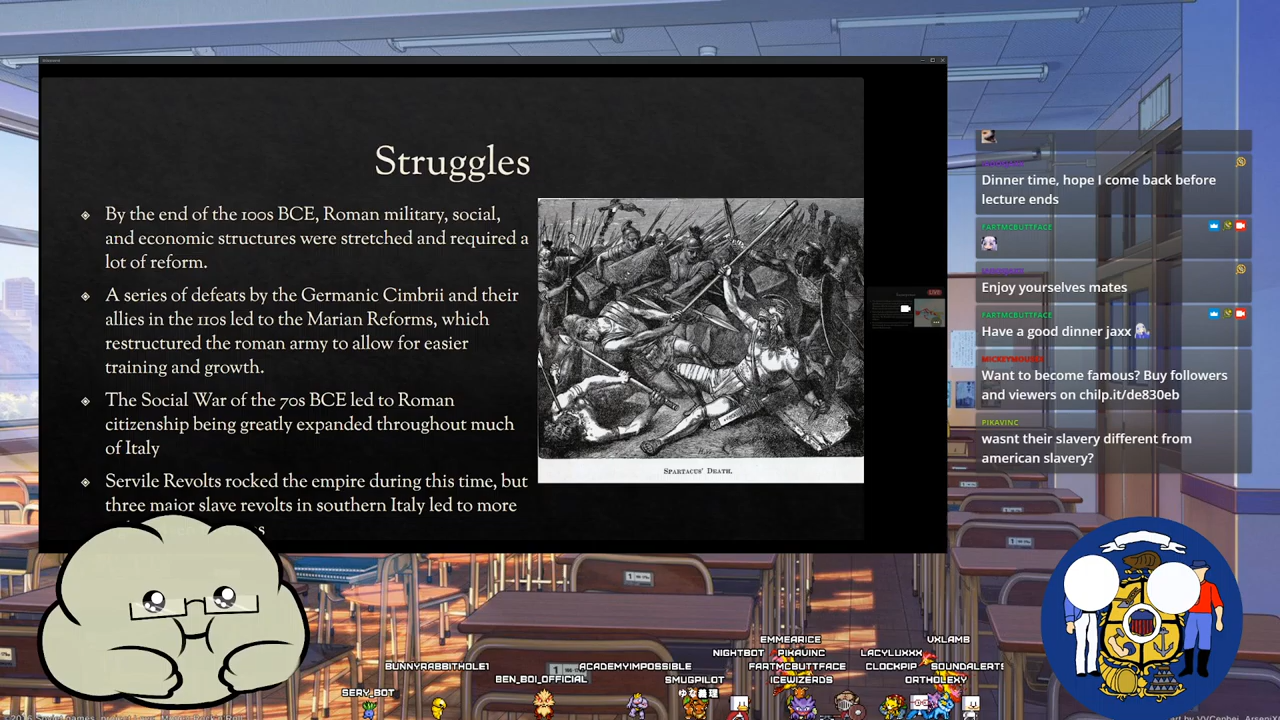 Struggles
By the end of the 100s BCE, Roman military, social,
and economic structures were stretched and required a
lot of reform.
A series of defeats by the Germanic Cimbrii and their
allies in the 110s led to the Marian Reforms, which
restructured the roman army to allow for easier
training and growth.
The Social War of the 70s BCE led to Roman
citizenship being greatly expanded throughout much
of Italy
Servile Revolts rocked the empire during this time, but
three major slave revolts in southern Italy led to more
SPARTACUS' DEATH.
LIVE
Dinner time, hope I come back before
lecture ends
FARTMCBUTTFACE
Enjoy yourselves mates
FARTMCBUTTFACE
Have a good dinner jaxx
Want to become famous? Buy followers
and viewers on chilp.it/de830eb
PIKAVINC
wasnt their slavery different from
american slavery?
EMMEARICE
UXLAMB
NIGHTBOT
PIKAVINC
LACYLUXXX
BUNNYRABBITHOLE1
ACADEMYIMPOSSIBLE
FARTMCBUTTFACE
CLOCKPIP
SOUNDALERTS
BEN_BOI_OFFICIAL
SMUGPILOT
ICEWIZERDS
ORTHOLEXY
SERY_BOT
ゆな義理